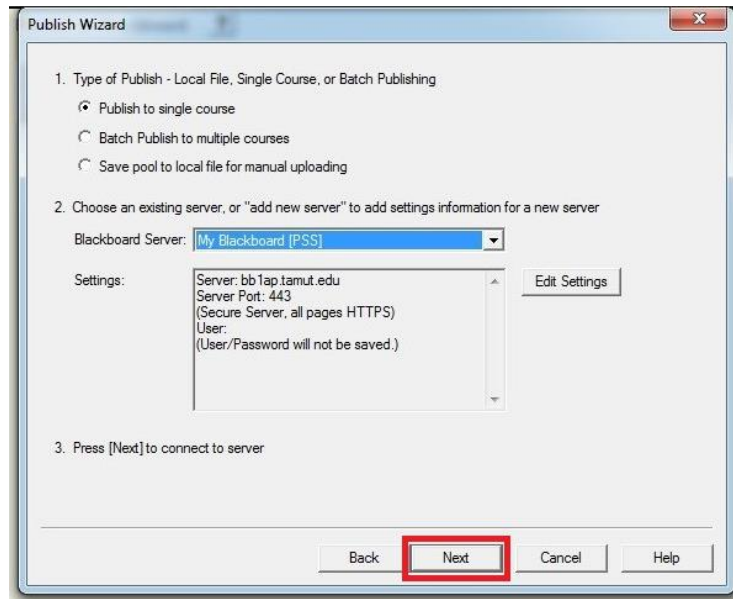 Publish Wizard
1. Type of Publish - Local File, Single Course, or Batch Publishing
Publish to single course
Batch Publish to multiple courses
Save pool to local file for manual uploading
2. Choose an existing server, or "add new server" to add settings information for a new server
Blackboard Server: My Blackboard [PSS]
Settings:
Server: bb1ap.tamut.edu
Server Port: 443
(Secure Server, all pages HTTPS)
User:
(User/Password will not be saved.)
Edit Settings
3. Press [Next] to connect to server
Back Next Cancel Help